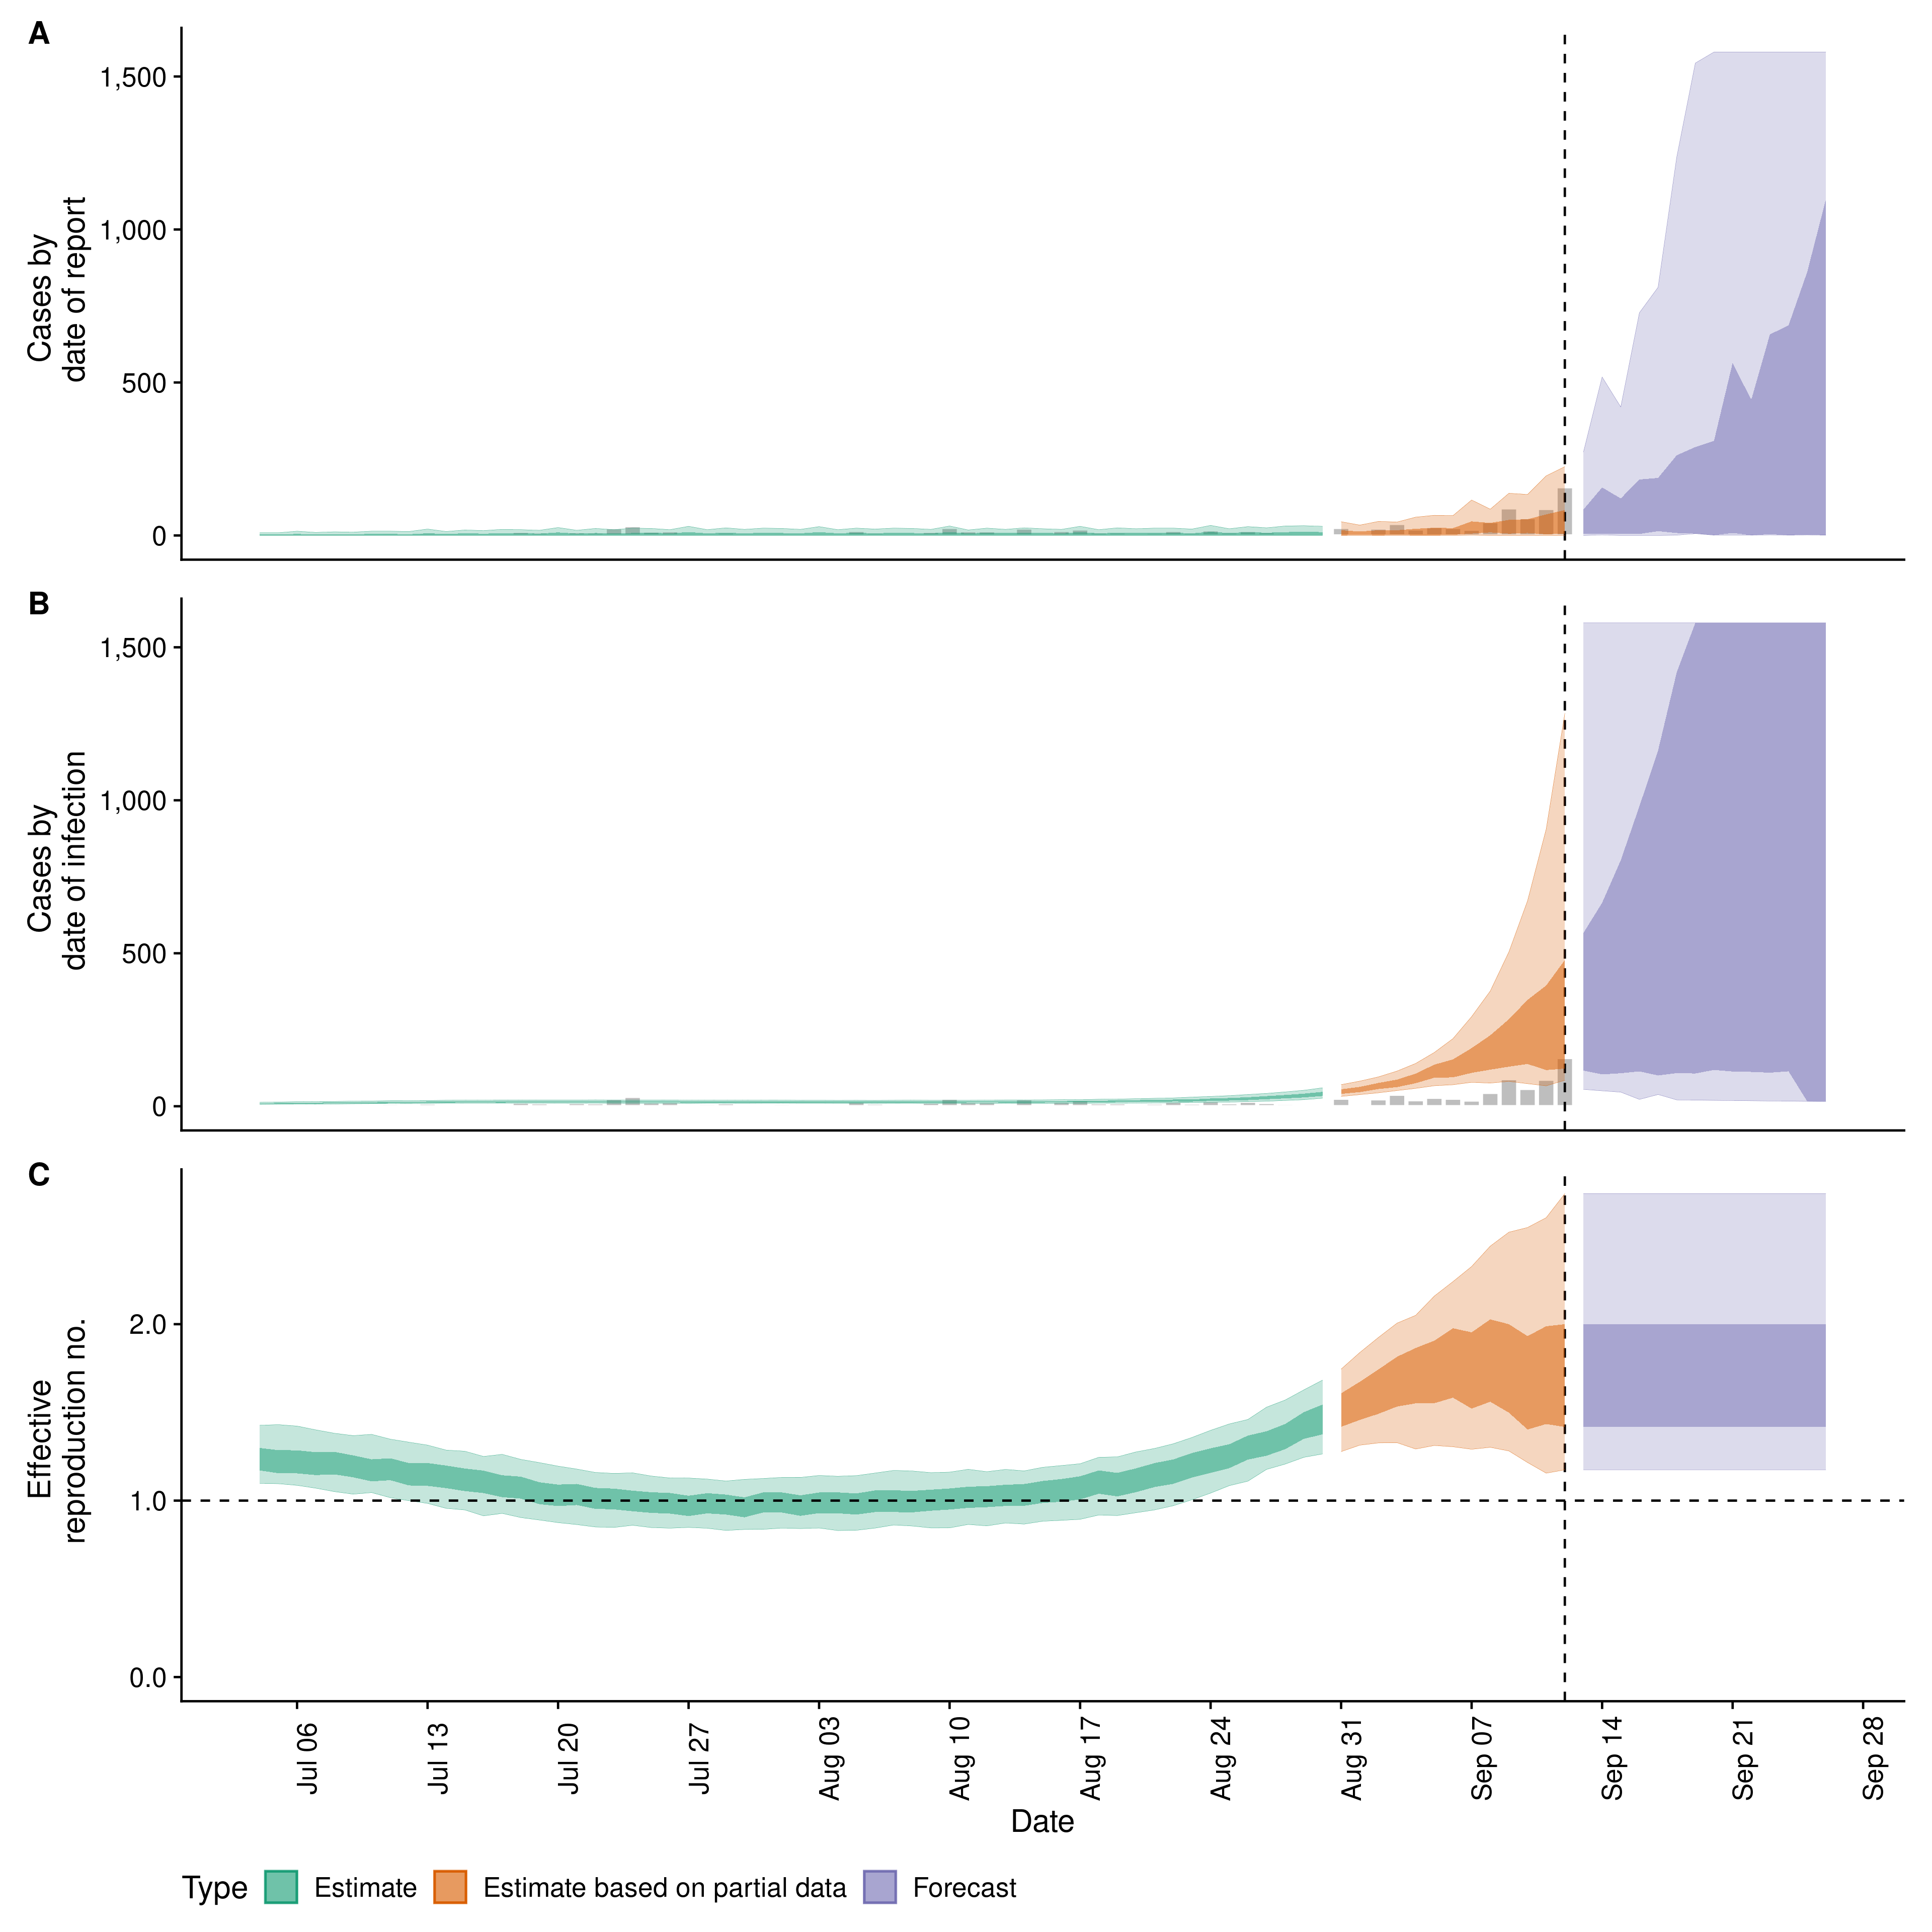 A
Cases by
date of report
1,500
1,000
500
0
B
Cases by
date of infection
1,500
1,000
500
0
C
Effective
reproduction no.
2.0
1.0
0.0
Jul 06
Jul 13
Jul 20
Jul 27
Aug 03
Aug 10
Aug 17
Aug 24
Aug 31
Sep 07
Sep 14
Sep 21
Sep 28
Date
Type Estimate Estimate based on partial data Forecast